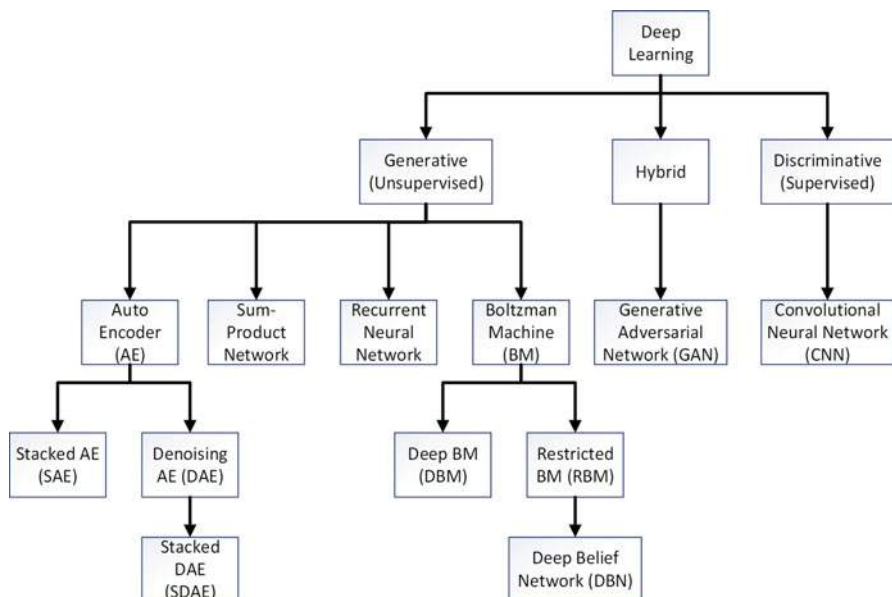 Deep
Learning
Generative
(Unsupervised)
Hybrid
Discriminative
(Supervised)
Auto
Encoder
(AE)
Sum-
Product
Network
Recurrent
Neural
Network
Boltzman
Machine
(BM)
Generative
Adversarial
Network (GAN)
Convolutional
Neural Network
(CNN)
Stacked AE
(SAE)
Denoising
AE (DAE)
Deep BM
(DBM)
Restricted
BM (RBM)
Stacked
DAE
(SDAE)
Deep Belief
Network (DBN)